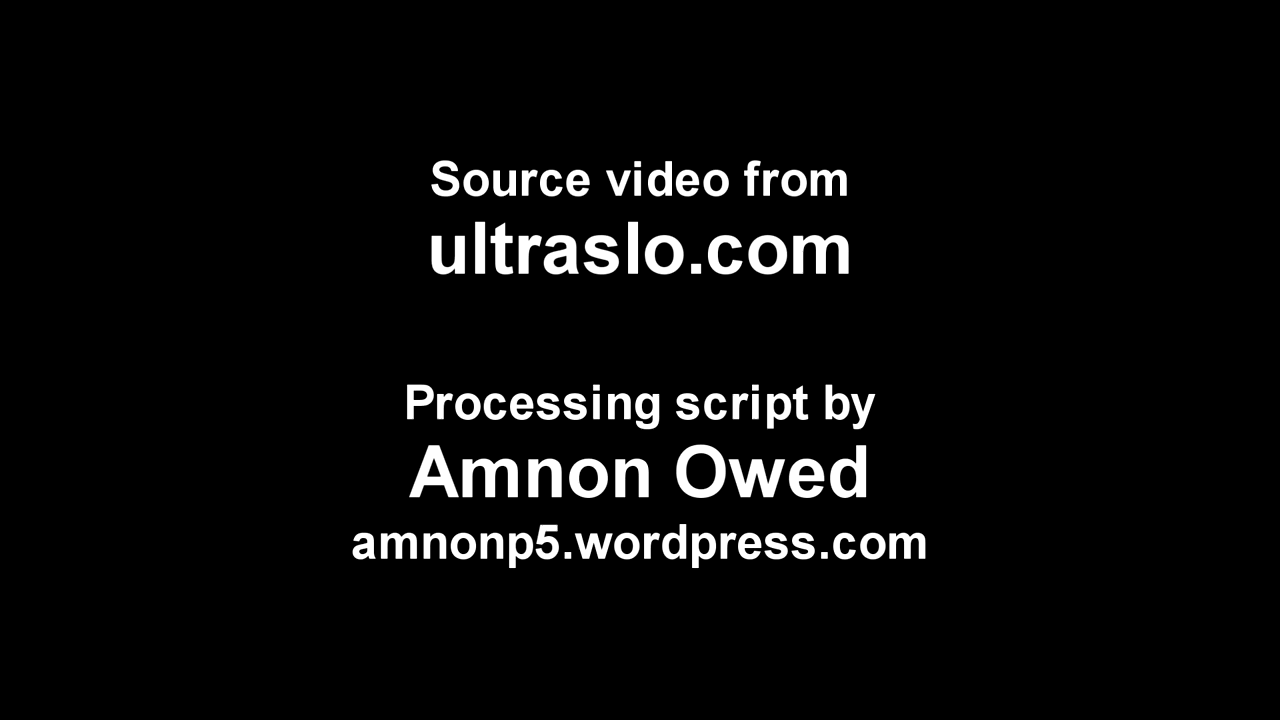 Source video from
ultraslo.com
Processing script by
Amnon Owed
amnonp5.wordpress.com